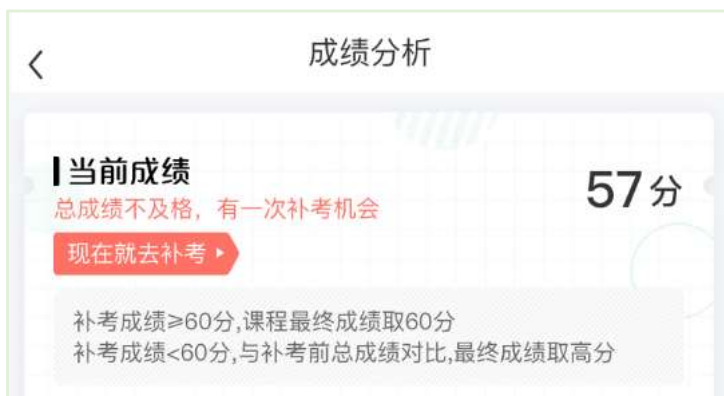 成绩分析
当前成绩
57分
总成绩不及格，有一次补考机会
现在就去补考
补考成绩≥60分,课程最终成绩取60分
补考成绩<60分,与补考前总成绩对比,最终成绩取高分